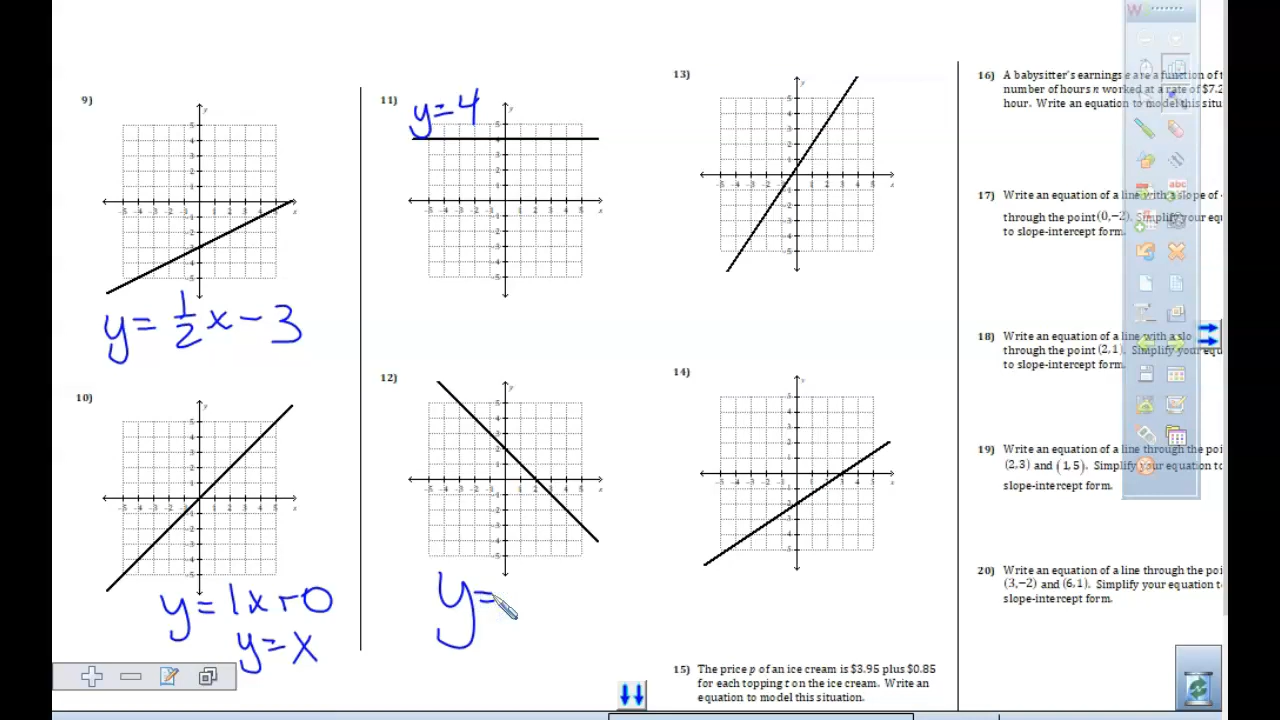 9)
y = 1/2 x - 3
10)
y = 1x + 0
y = x
11)
y = 4
12)
y =
13)
14)
15) The price p of an ice cream is $3.95 plus $0.85
for each topping t on the ice cream. Write an
equation to model this situation.
16) A babysitter's earnings e are a function of
number of hours n worked at a rate of $7.2
hour. Write an equation to model this situ
17) Write an equation of a line with a slope of
through the point (0,−2). Simplify your equ
to slope-intercept form.
18) Write an equation of a line with a slo
through the point (2,1). Simplify your equ
to slope-intercept form.
19) Write an equation of a line through the poi
(2,3) and (1,5). Simplify your equation to
slope-intercept form.
20) Write an equation of a line through the poi
(3,−2) and (6,1). Simplify your equation t
slope-intercept form.